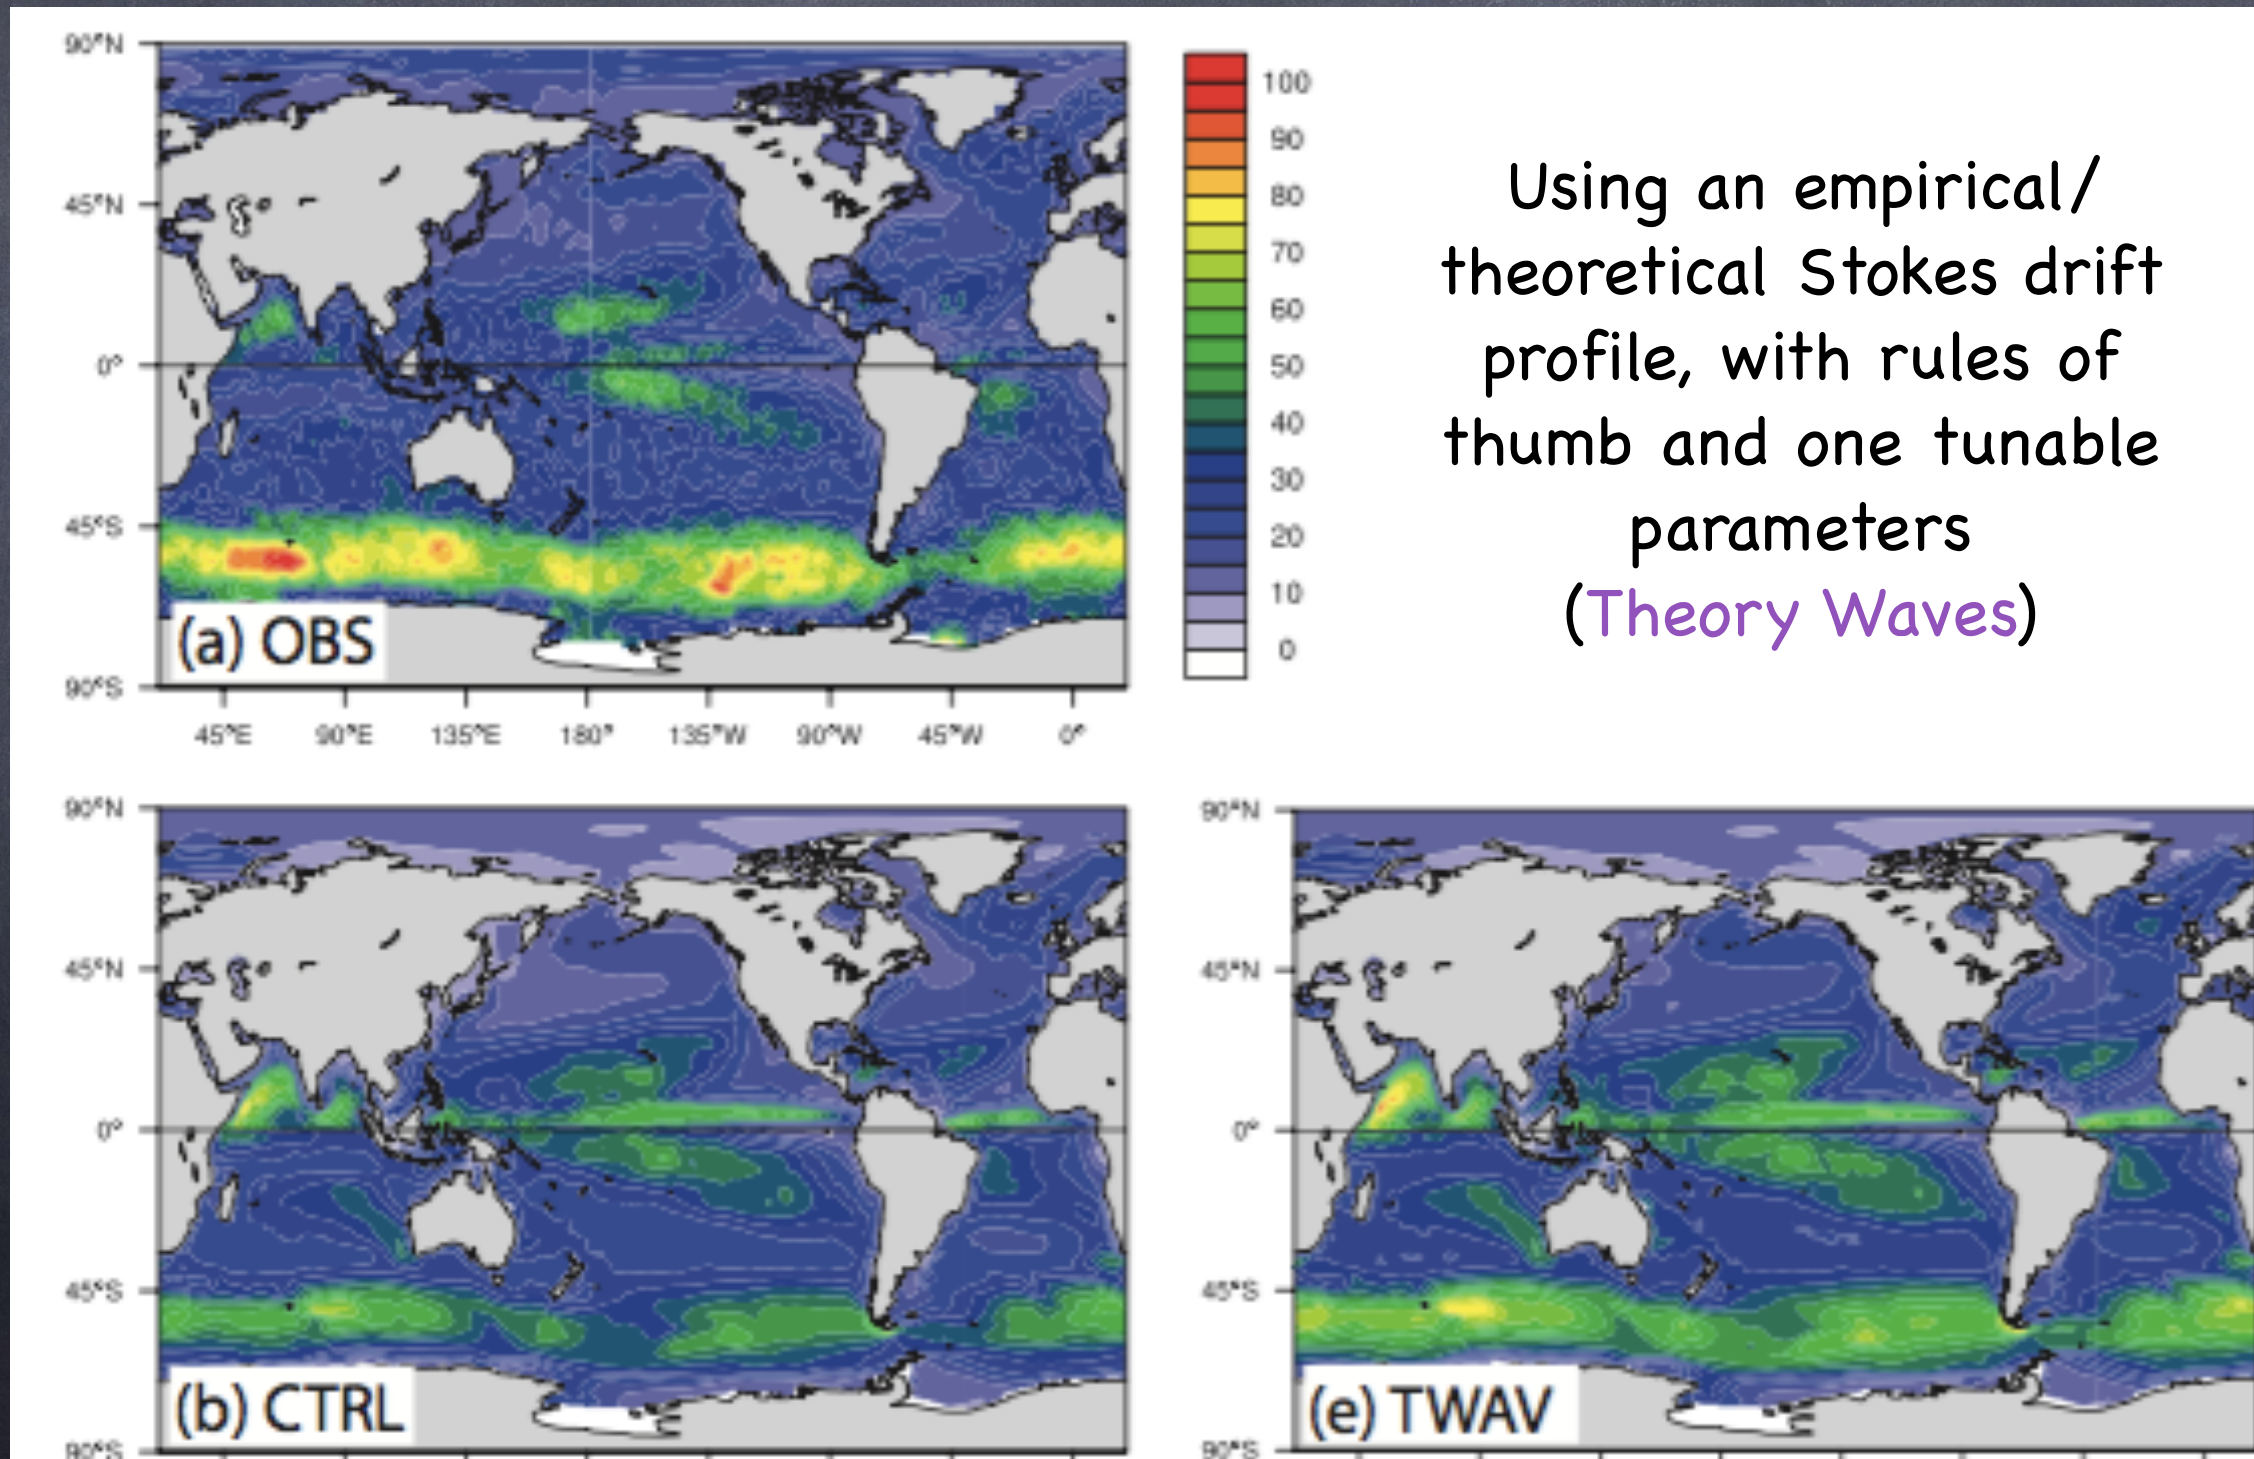 90°N
45°N
0°
45°S
90°S
(a) OBS
45°E 90°E 135°E 180° 135°W 90°W 45°W 0°
100
90
80
70
60
50
40
30
20
10
0
Using an empirical/
theoretical Stokes drift
profile, with rules of
thumb and one tunable
parameters
(Theory Waves)
90°N
45°N
0°
45°S
90°S
(b) CTRL
90°N
45°N
0°
45°S
90°S
(e) TWAV